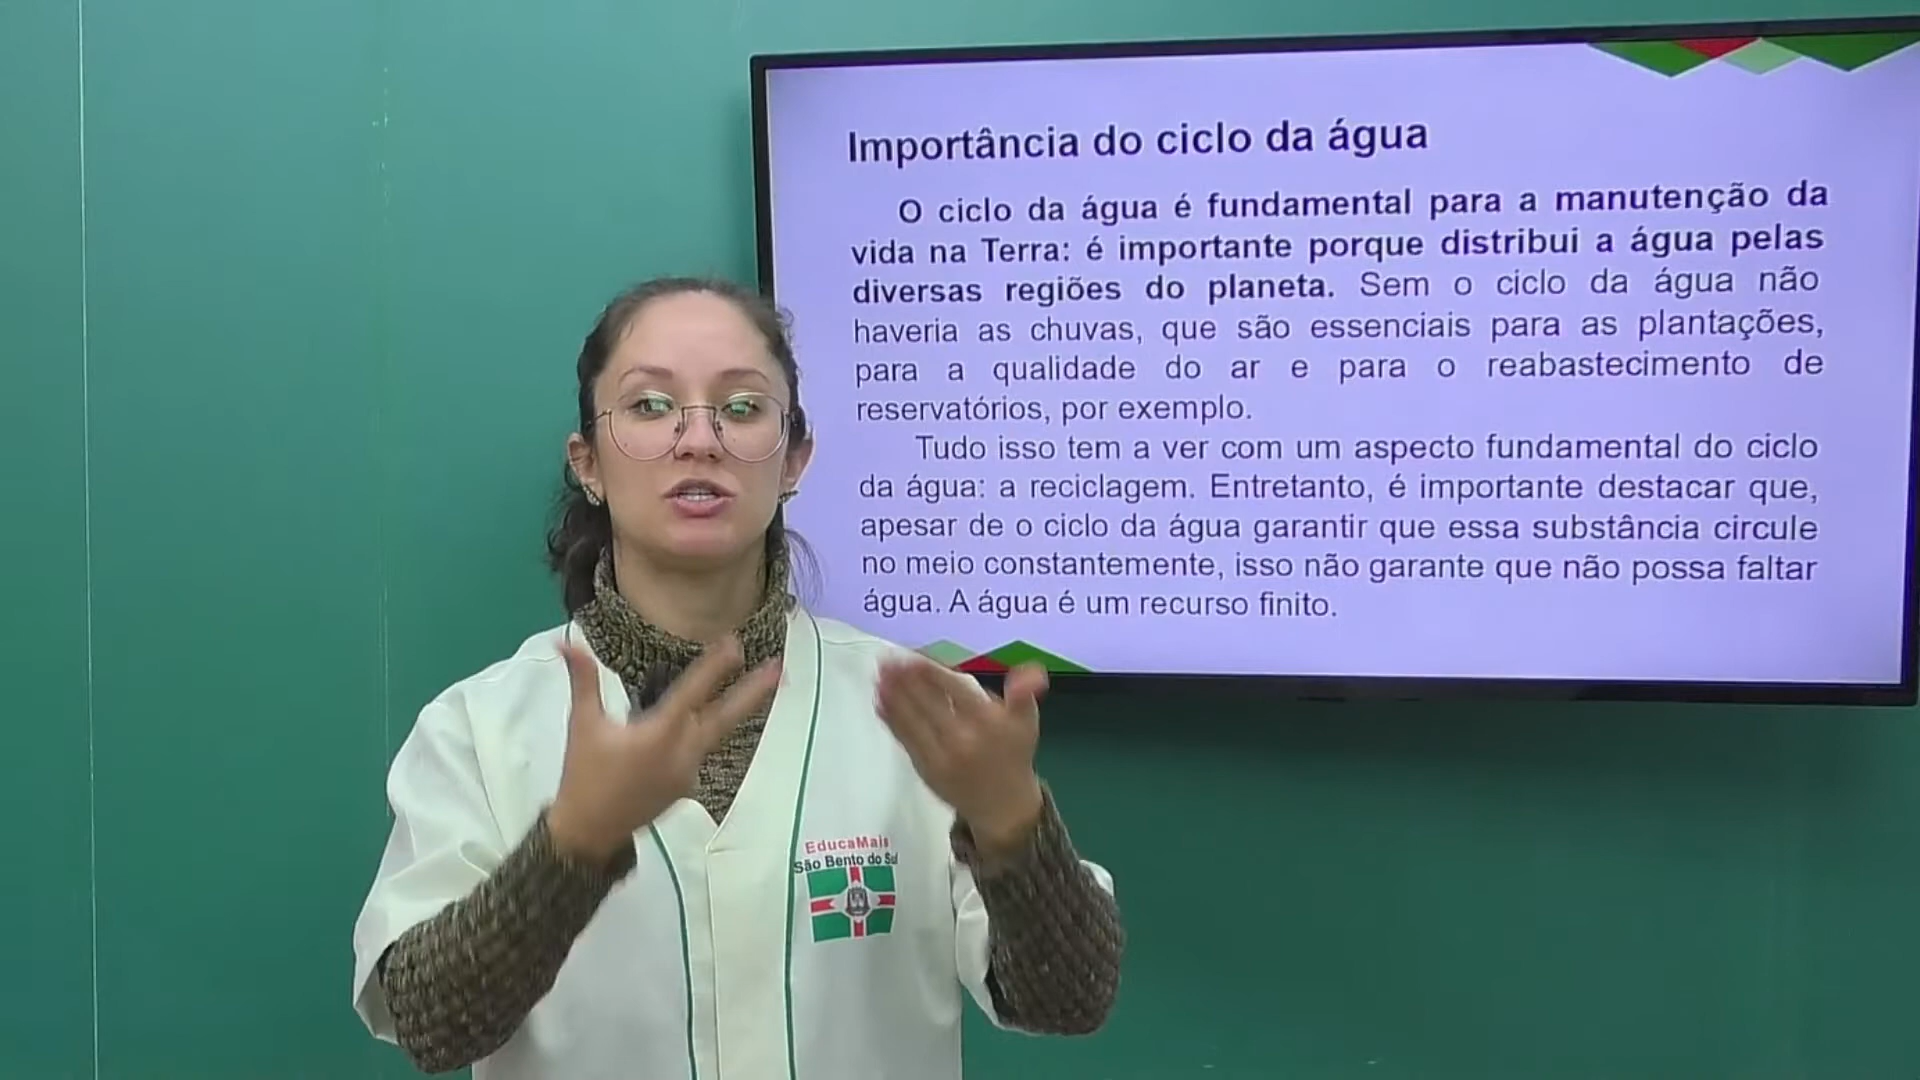 Importância do ciclo da água
O ciclo da água é fundamental para a manutenção da
vida na Terra: é importante porque distribui a água pelas
diversas regiões do planeta. Sem o ciclo da água não
haveria as chuvas, que são essenciais para as plantações,
para a qualidade do ar e para o reabastecimento de
reservatórios, por exemplo.
Tudo isso tem a ver com um aspecto fundamental do ciclo
da água: a reciclagem. Entretanto, é importante destacar que,
apesar de o ciclo da água garantir que essa substância circule
no meio constantemente, isso não garante que não possa faltar
água. A água é um recurso finito.
EducaMais
São Bento do Sul